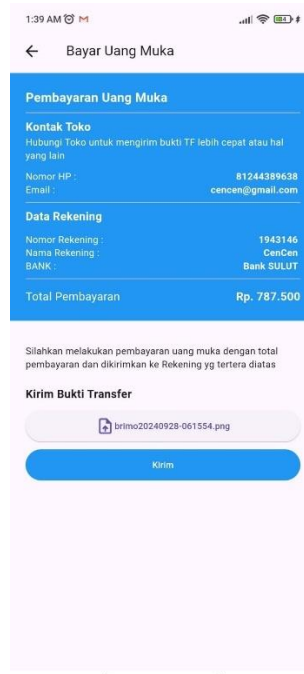 1:39 AM
Bayar Uang Muka
Pembayaran Uang Muka
Kontak Toko
Hubungi Toko untuk mengirim bukti TF lebih cepat atau hal
yang lain
Nomor HP : 81244389638
Email : cencen@gmail.com
Data Rekening
Nomor Rekening : 1943146
Nama Rekening : CenCen
BANK : Bank SULUT
Total Pembayaran Rp. 787.500
Silahkan melakukan pembayaran uang muka dengan total
pembayaran dan dikirimkan ke Rekening yg tertera diatas
Kirim Bukti Transfer
brimo20240928-061554.png
Kirim